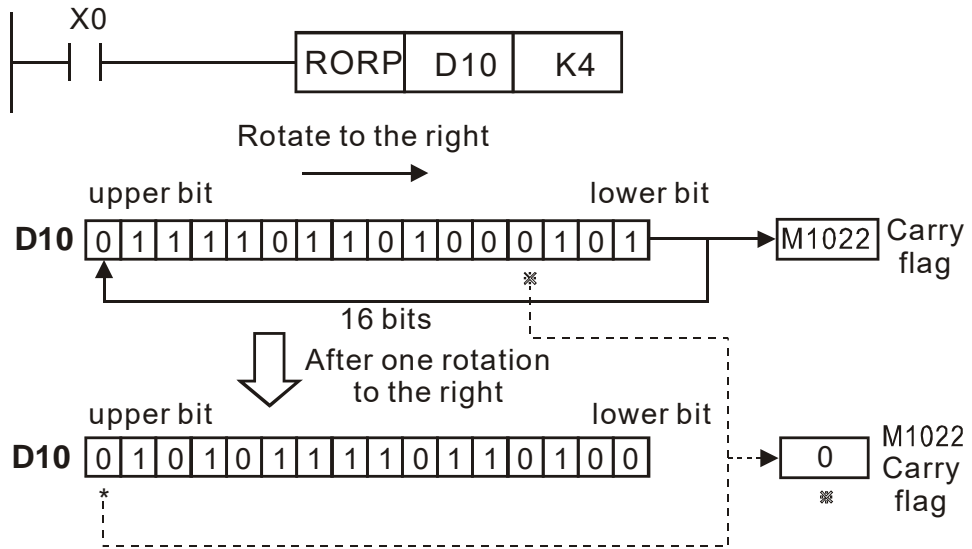 X0
RORP D10 K4
Rotate to the right
upper bit lower bit
D10 0 1 1 1 1 0 1 1 0 1 0 0 0 1 0 1 M1022 Carry flag
※
16 bits
After one rotation
to the right
upper bit lower bit
D10 0 1 0 1 0 1 1 1 1 0 1 1 0 1 0 0 0 M1022
Carry
flag
* ※